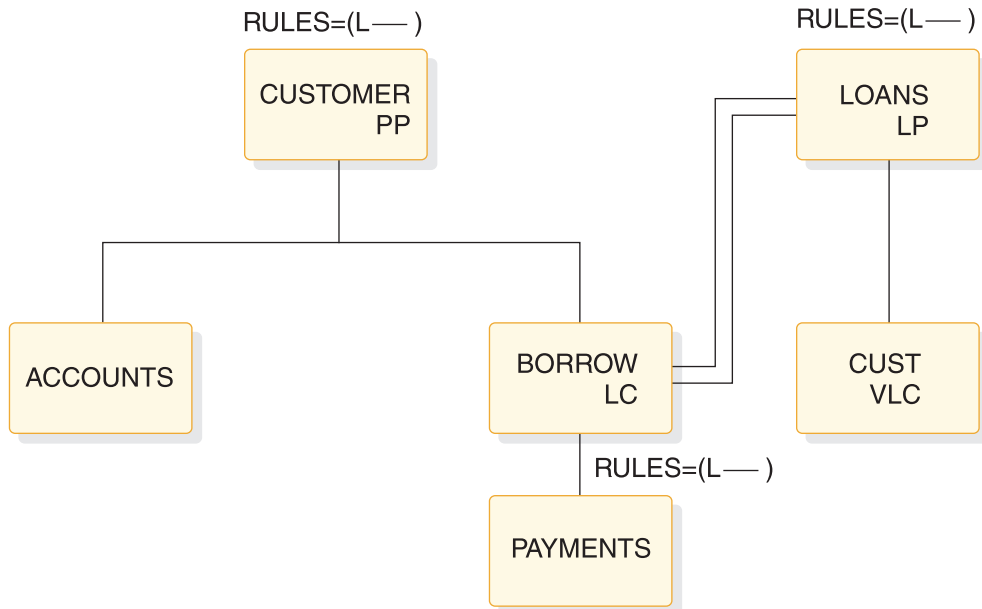 RULES=(L— )
CUSTOMER
PP
RULES=(L— )
LOANS
LP
ACCOUNTS
BORROW
LC
CUST
VLC
RULES=(L— )
PAYMENTS